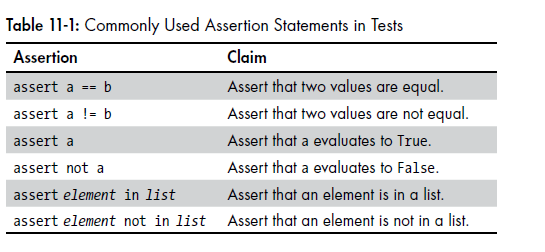 Table 11-1: Commonly Used Assertion Statements in Tests
Assertion Claim
assert a == b Assert that two values are equal.
assert a != b Assert that two values are not equal.
assert a Assert that a evaluates to True.
assert not a Assert that a evaluates to False.
assert element in list Assert that an element is in a list.
assert element not in list Assert that an element is not in a list.